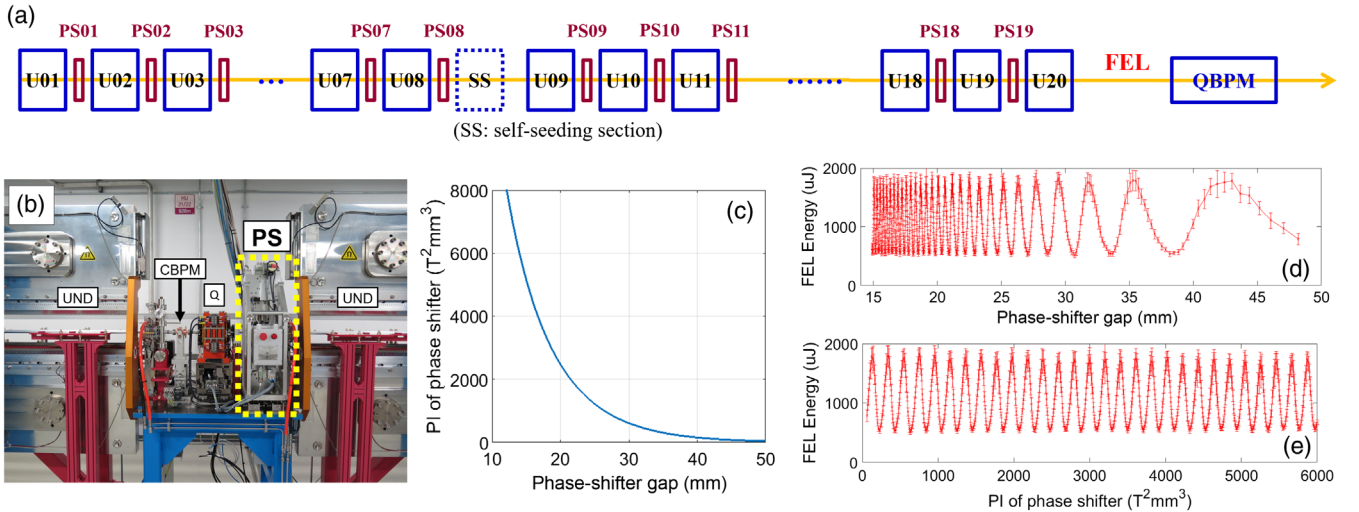 (a)
PS01 PS02 PS03 PS07 PS08 PS09 PS10 PS11 PS18 PS19
U01 U02 U03 ... U07 U08 SS U09 U10 U11 ...... U18 U19 U20 FEL QBPM
(SS: self-seeding section)
(b)
PS
CBPM
UND Q UND
8000
6000
4000
2000
0
10 20 30 40 50
PI of phase shifter (T²mm³)
Phase-shifter gap (mm)
(c)
2000
1000
0
15 20 25 30 35 40 45 50
FEL Energy (uJ)
Phase-shifter gap (mm)
(d)
2000
1000
0
0 1000 2000 3000 4000 5000 6000
FEL Energy (uJ)
PI of phase shifter (T²mm³)
(e)